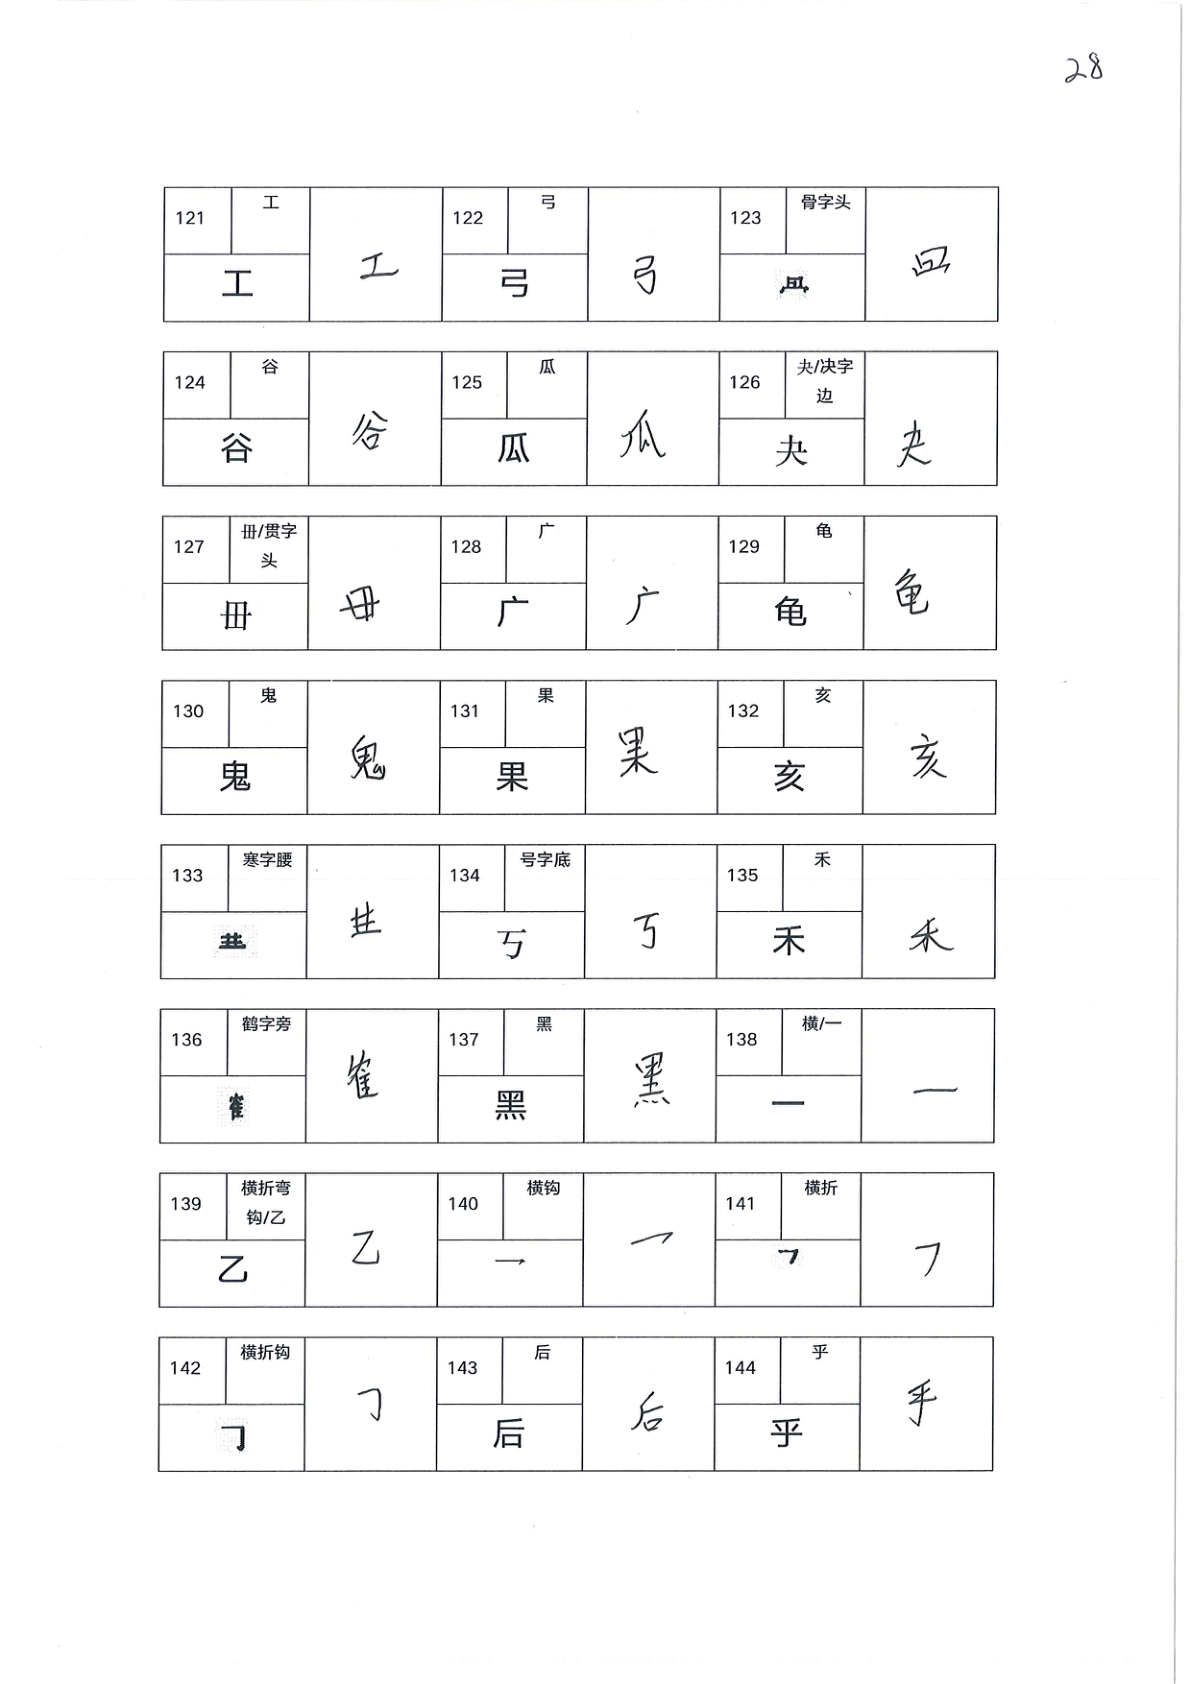 28
121 工 122 弓 123 骨字头
工 工 弓 弓
124 谷 125 瓜 126 夬/决字边
谷 谷 瓜 瓜 夬 夬
127 毌/贯字头 128 广 129 龟
毌 毌 广 广 龟 龟
130 鬼 131 果 132 亥
鬼 鬼 果 果 亥 亥
133 寒字腰 134 号字底 135 禾
丂 丂 禾 禾
136 鹤字旁 137 黑 138 横/一
隺 隺 黑 黑 一 一
139 横折弯钩/乙 140 横钩 141 横折
乙 乙 乛 乛 ㇕ ㇕
142 横折钩 143 后 144 乎
𠃌 𠃌 后 后 乎 乎